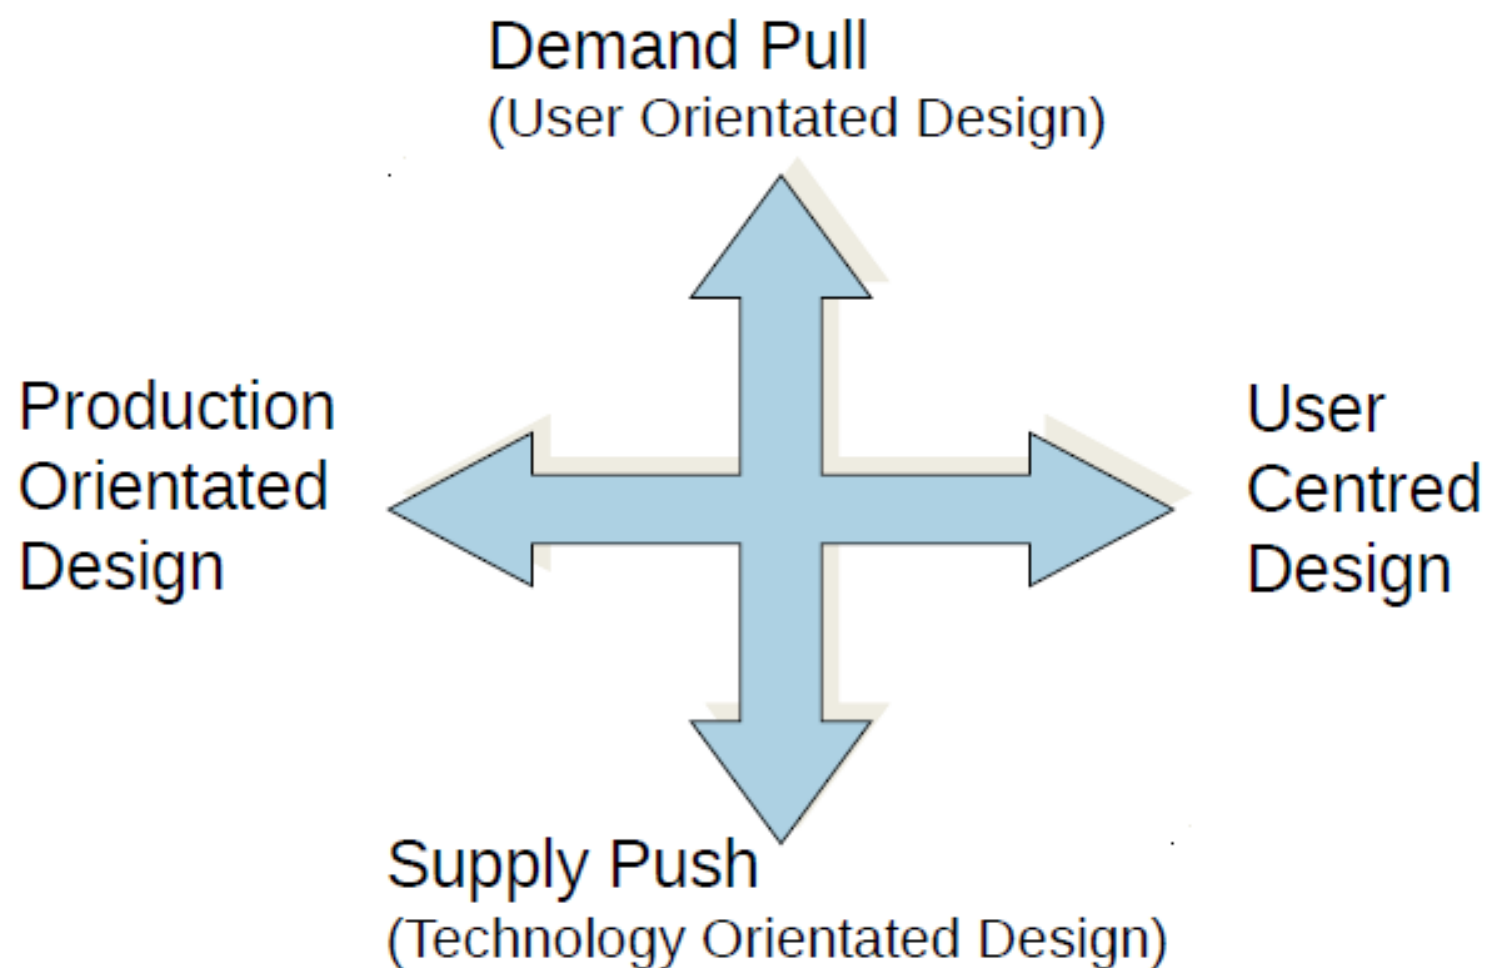 Demand Pull
(User Orientated Design)
Production
Orientated
Design
User
Centred
Design
Supply Push
(Technology Orientated Design)